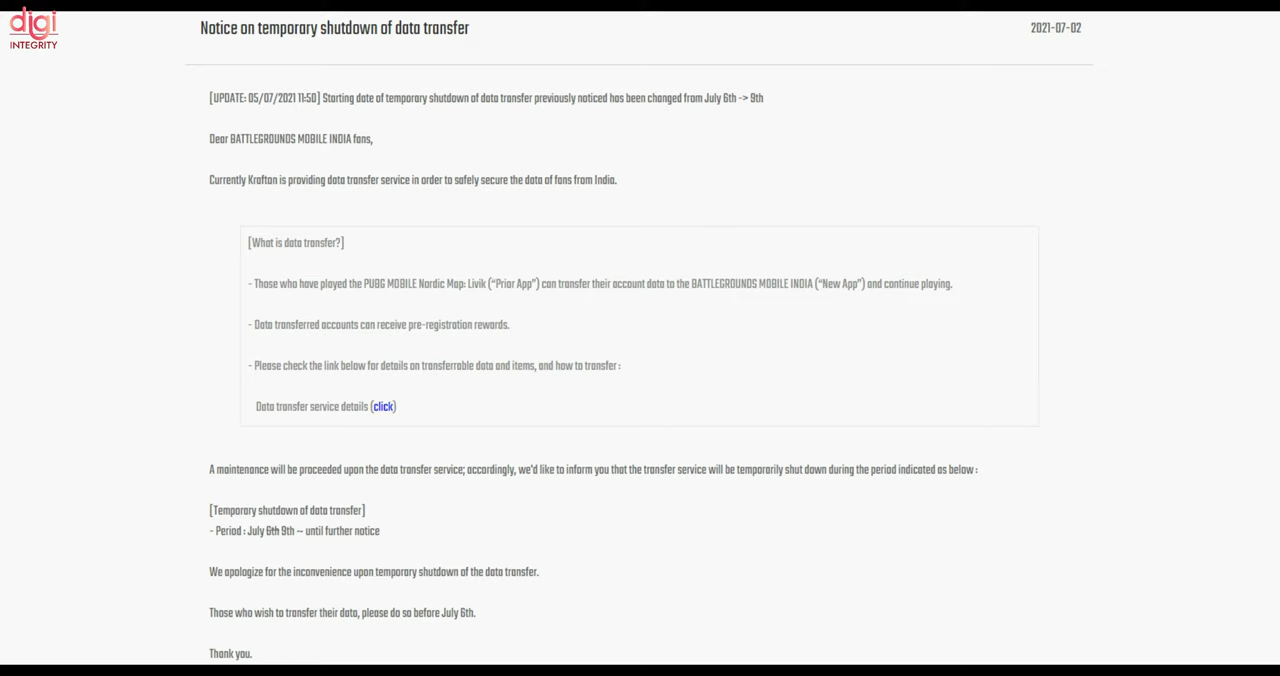 digi
INTEGRITY
Notice on temporary shutdown of data transfer
2021-07-02
[UPDATE: 05/07/2021 11:50] Starting date of temporary shutdown of data transfer previously noticed has been changed from July 6th -> 9th
Dear BATTLEGROUNDS MOBILE INDIA fans,
Currently Krafton is providing data transfer service in order to safely secure the data of fans from India.
[What is data transfer?]
- Those who have played the PUBG MOBILE Nordic Map: Livik (“Prior App”) can transfer their account data to the BATTLEGROUNDS MOBILE INDIA (“New App”) and continue playing.
- Data transferred accounts can receive pre-registration rewards.
- Please check the link below for details on transferrable data and items, and how to transfer :
Data transfer service details (click)
A maintenance will be proceeded upon the data transfer service; accordingly, we'd like to inform you that the transfer service will be temporarily shut down during the period indicated as below :
[Temporary shutdown of data transfer]
- Period : July 6th 9th ~ until further notice
We apologize for the inconvenience upon temporary shutdown of the data transfer.
Those who wish to transfer their data, please do so before July 6th.
Thank you.